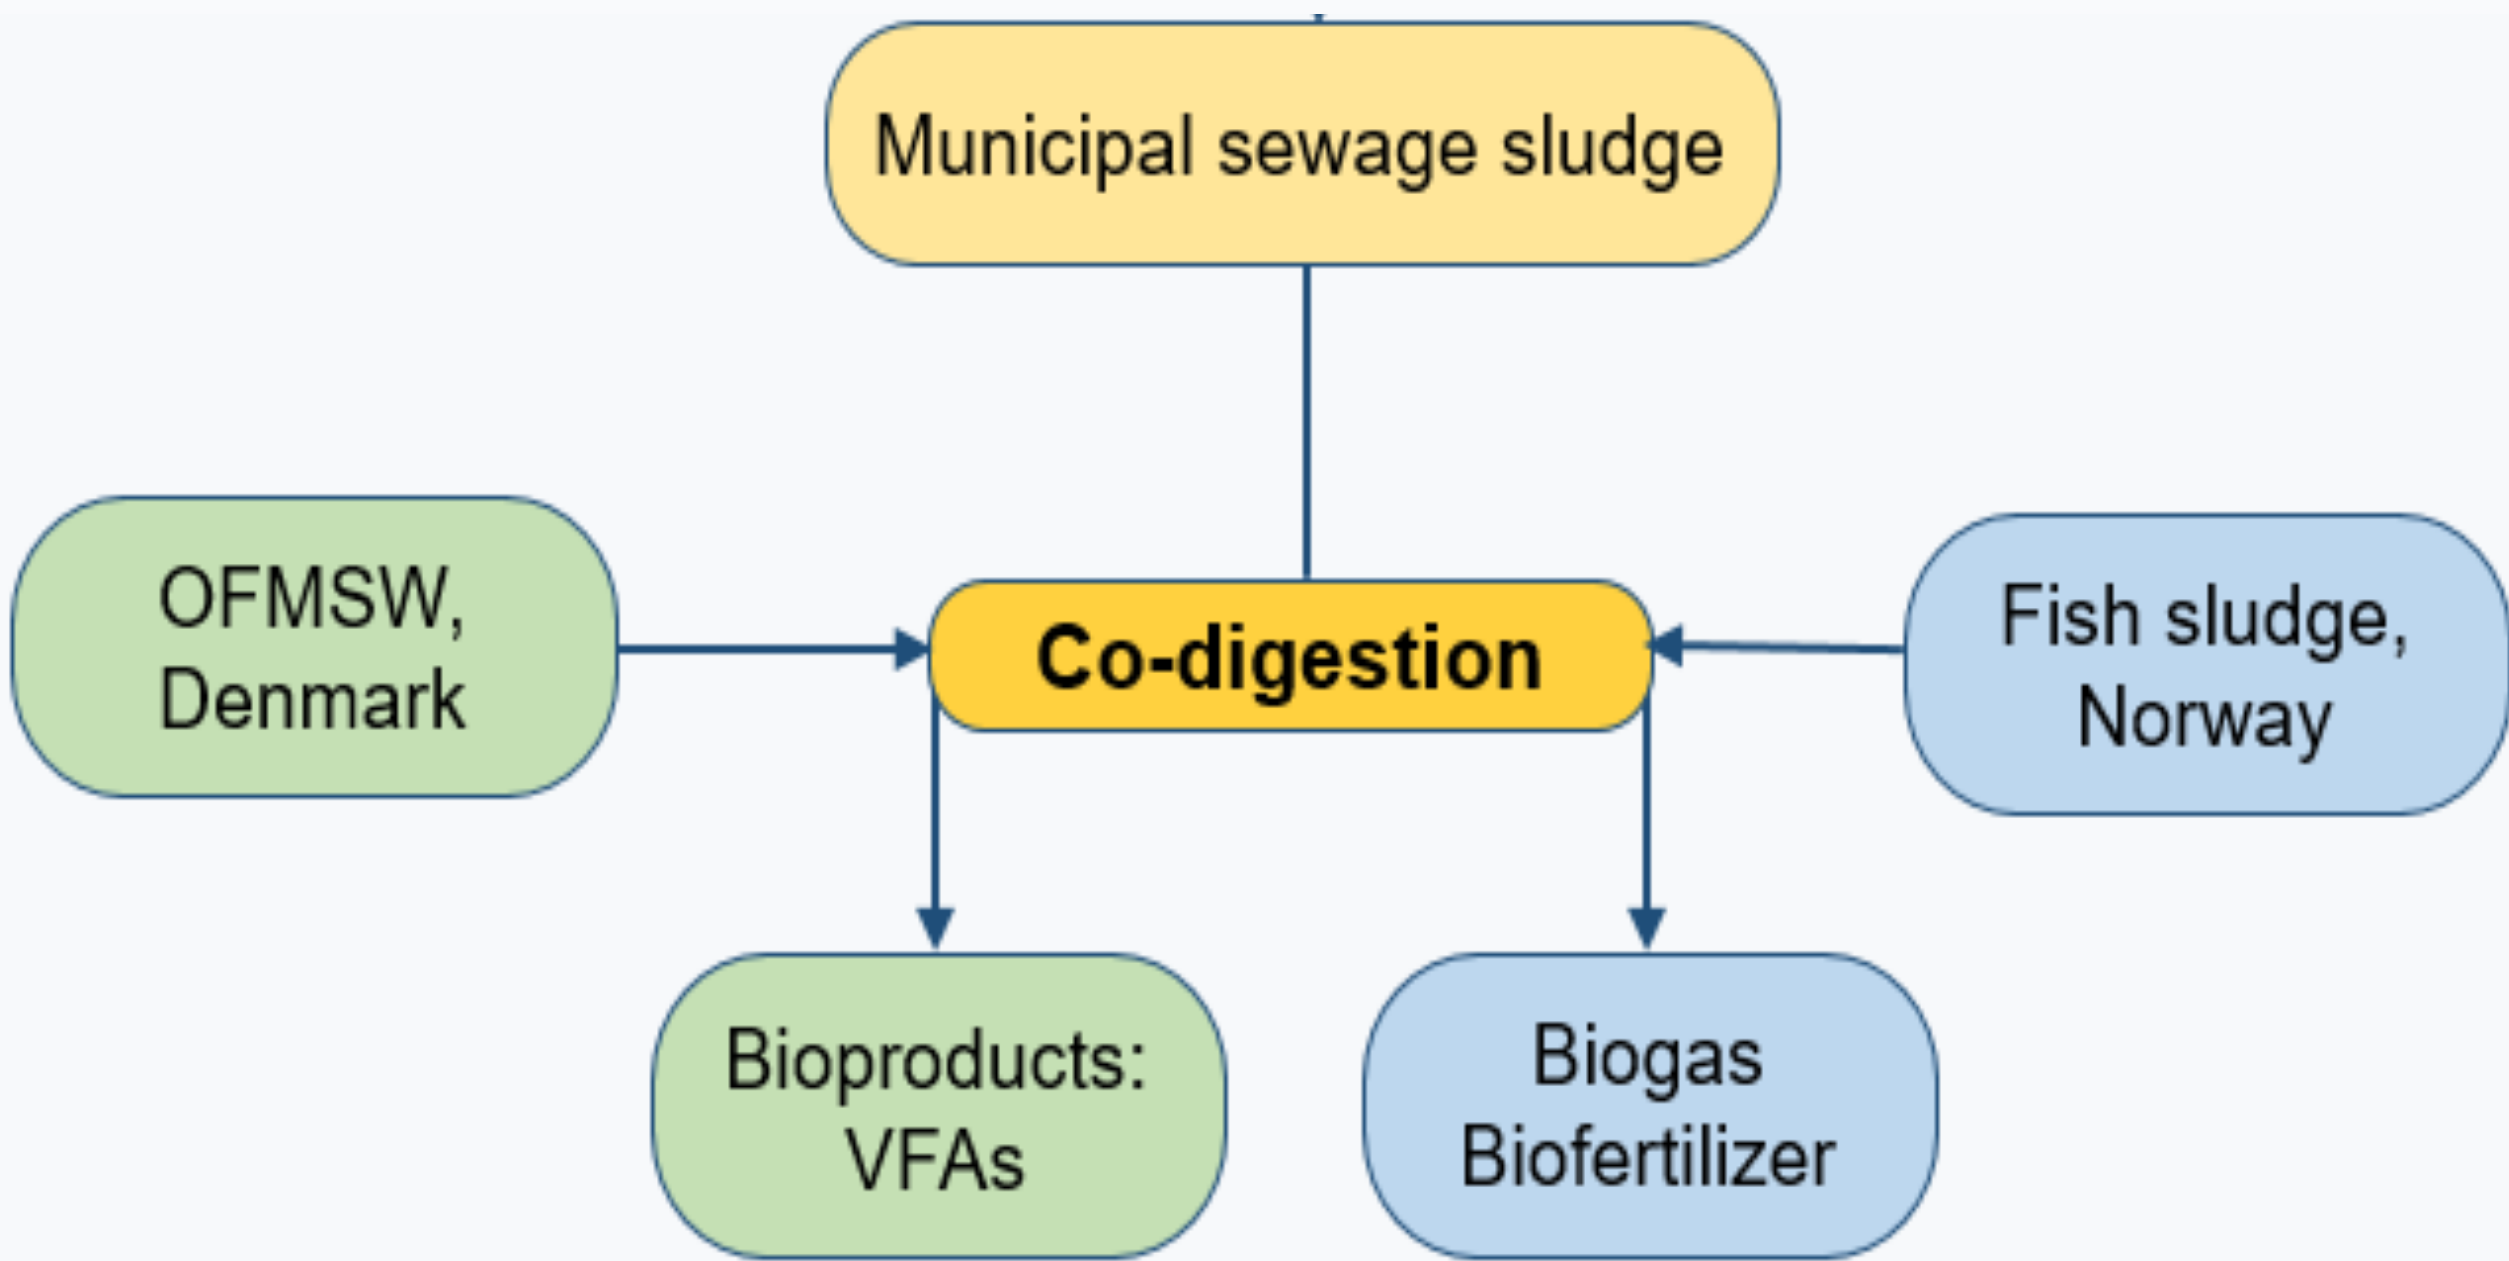 Municipal sewage sludge
OFMSW,
Denmark
Co-digestion
Fish sludge,
Norway
Bioproducts:
VFAs
Biogas
Biofertilizer